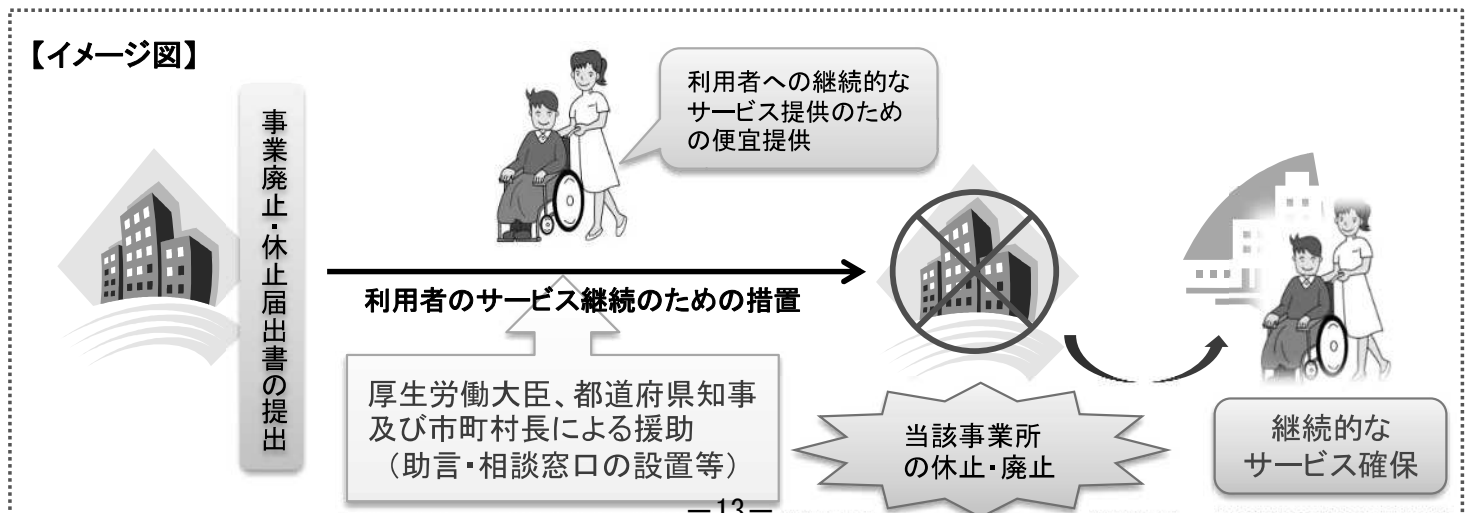 【イメージ図】
事業廃止・休止届出書の提出
利用者への継続的な
サービス提供のため
の便宜提供
利用者のサービス継続のための措置
厚生労働大臣、都道府県知事
及び市町村長による援助
（助言・相談窓口の設置等）
当該事業所
の休止・廃止
継続的な
サービス確保
－13－